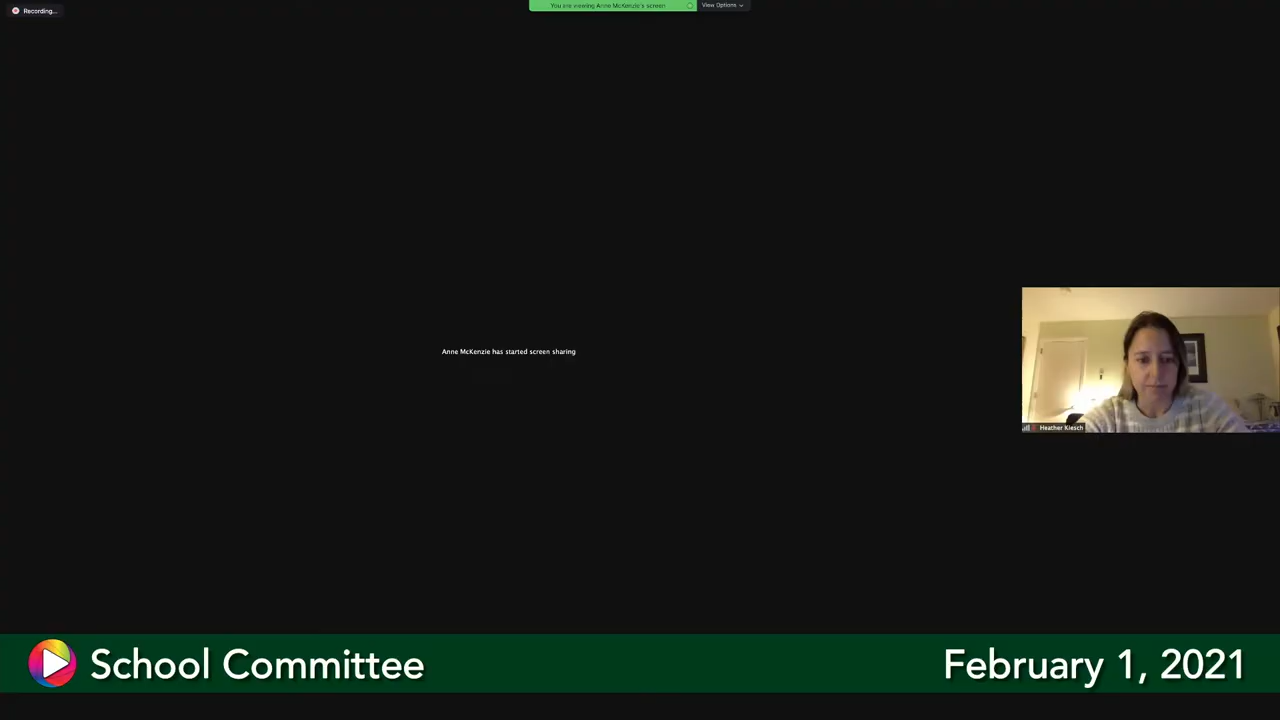 Recording...
You are viewing Anne McKenzie's screen
View Options
Anne McKenzie has started screen sharing
Heather Klesch
School Committee
February 1, 2021